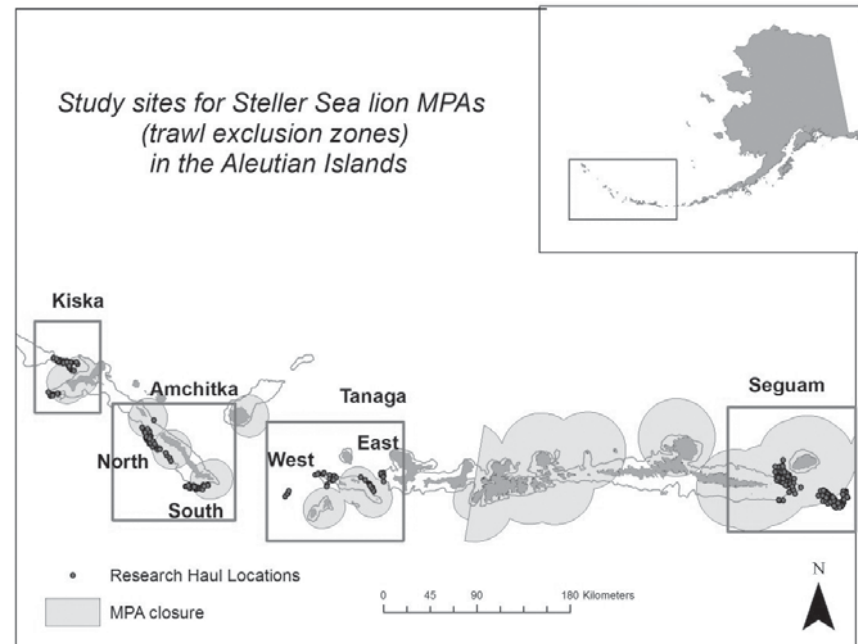 Study sites for Steller Sea lion MPAs
(trawl exclusion zones)
in the Aleutian Islands
Kiska
Amchitka
Tanaga
Seguam
East
West
North
South
Research Haul Locations
MPA closure
0 45 90 180 Kilometers
N